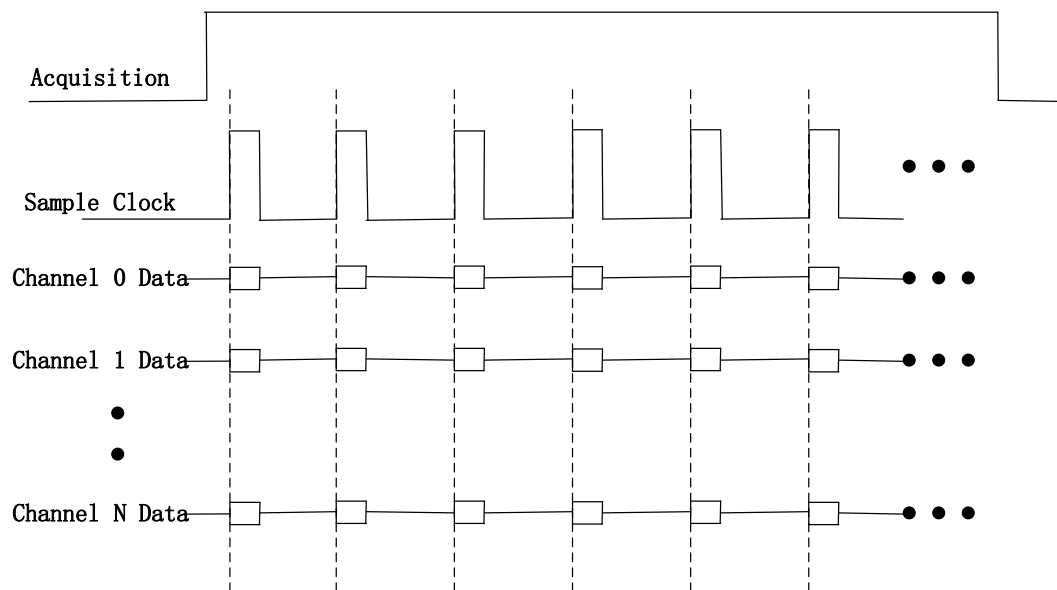 Acquisition
Sample Clock
Channel 0 Data
Channel 1 Data
Channel N Data